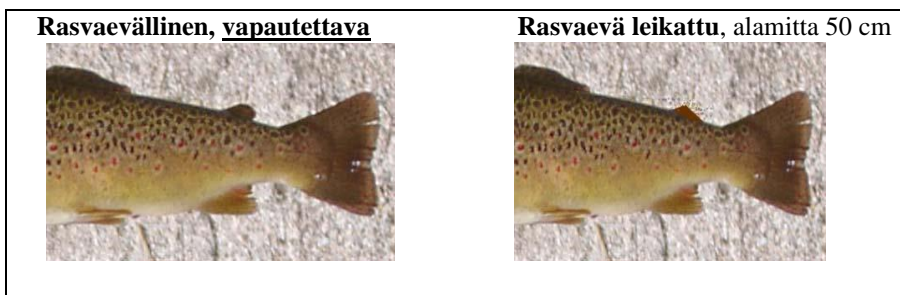 Rasvaevällinen, vapautettava
Rasvaevä leikattu, alamitta 50 cm